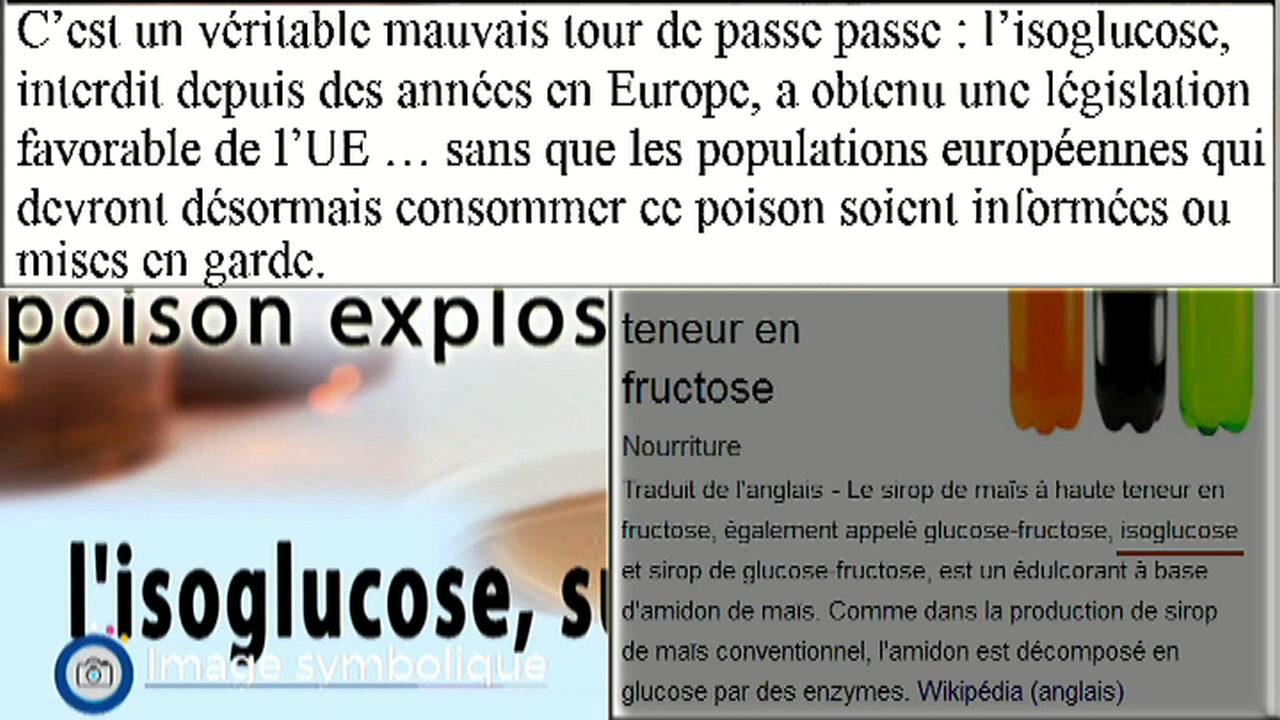 C'est un véritable mauvais tour de passe passe : l'isoglucose,
interdit depuis des années en Europe, a obtenu une législation
favorable de l'UE ... sans que les populations européennes qui
devront désormais consommer ce poison soient informées ou
mises en garde.
poison explos
l'isoglucose, su
Image symbolique
teneur en
fructose
Nourriture
Traduit de l'anglais - Le sirop de maïs à haute teneur en
fructose, également appelé glucose-fructose, isoglucose
et sirop de glucose-fructose, est un édulcorant à base
d'amidon de maïs. Comme dans la production de sirop
de maïs conventionnel, l'amidon est décomposé en
glucose par des enzymes. Wikipédia (anglais)